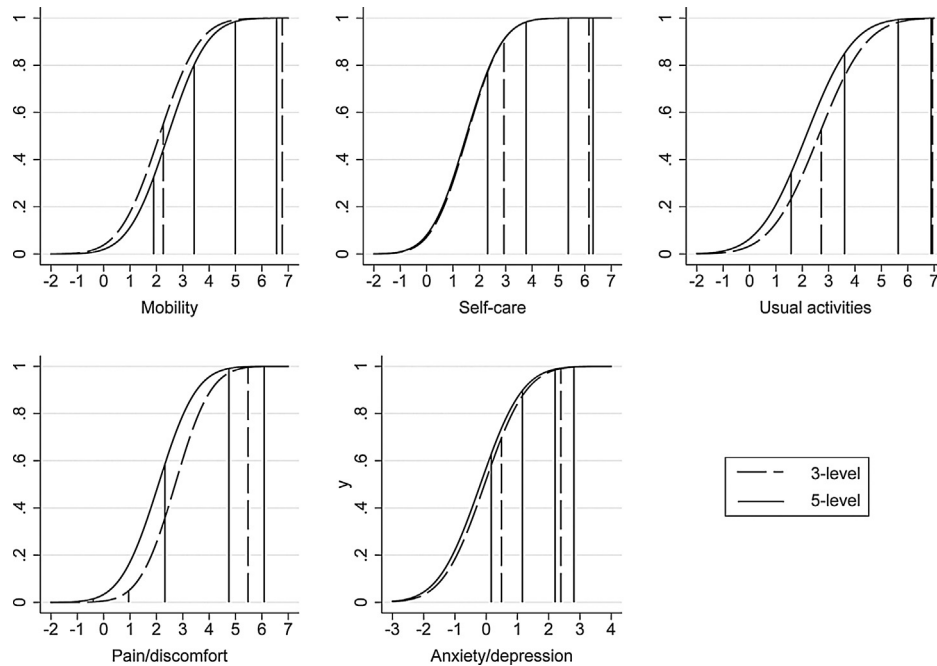 1
.8
.6
.4
.2
0
-2 -1 0 1 2 3 4 5 6 7
Mobility
1
.8
.6
.4
.2
0
-2 -1 0 1 2 3 4 5 6 7
Self-care
1
.8
.6
.4
.2
0
-2 -1 0 1 2 3 4 5 6 7
Usual activities
1
.8
.6
.4
.2
0
-2 -1 0 1 2 3 4 5 6 7
Pain/discomfort
y
1
.8
.6
.4
.2
0
-3 -2 -1 0 1 2 3 4
Anxiety/depression
3-level
5-level